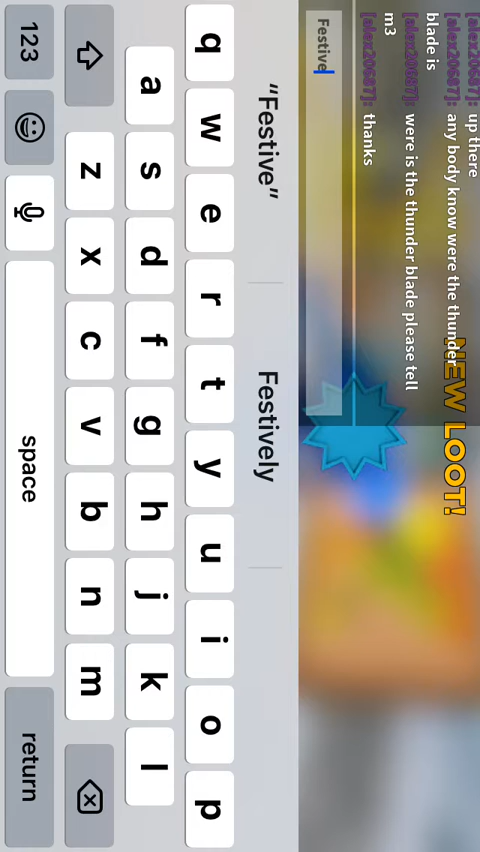 [alex20687]: up there
[alex20687]: any body know were the thunder
blade is
[alex20687]: were is the thunder blade please tell
m3
[alex20687]: thanks
NEW LOOT!
Festive
“Festive”
Festively
q w e r t y u i o p
a s d f g h j k l
z x c v b n m
123
space
return